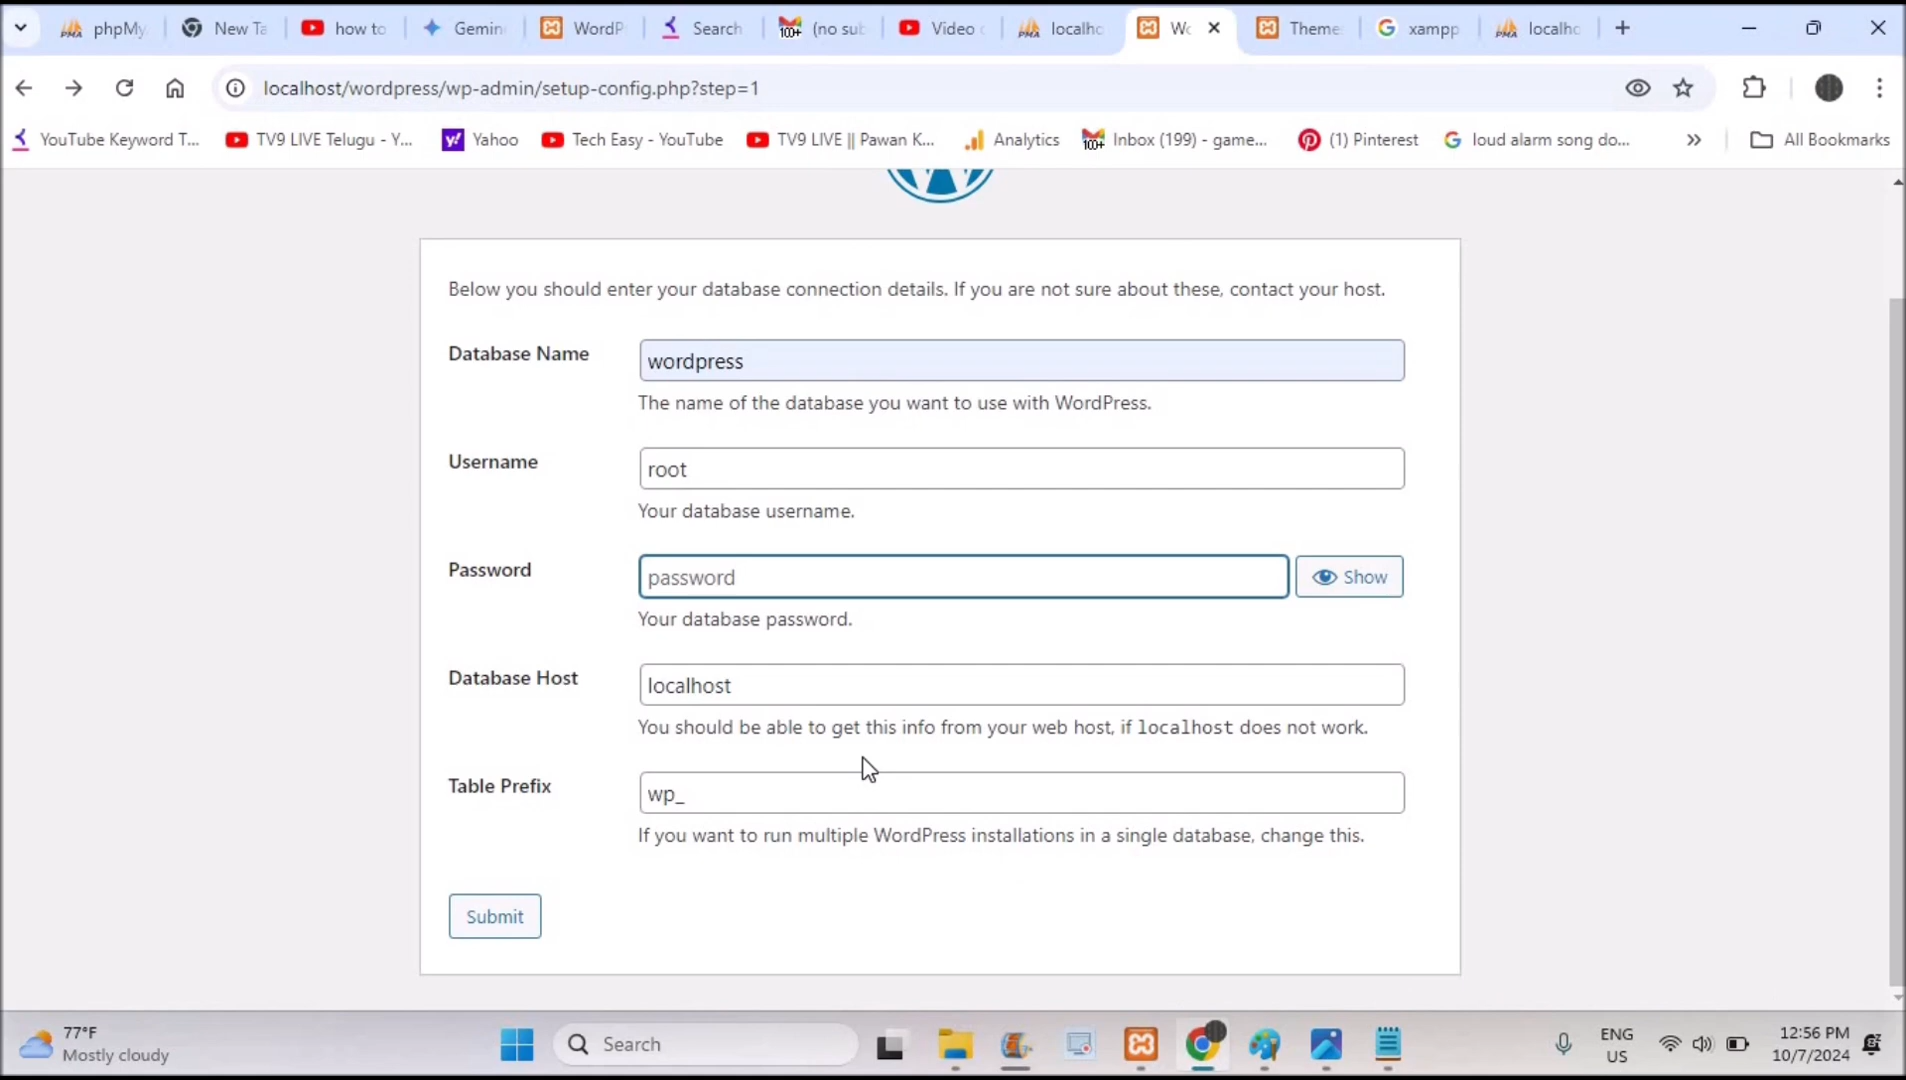 phpMy
New Ta
how to
Gemin
WordP
Search
(no sub
Video c
localho
Wo
Theme
xampp
localho
localhost/wordpress/wp-admin/setup-config.php?step=1
YouTube Keyword T...
TV9 LIVE Telugu - Y...
Yahoo
Tech Easy - YouTube
TV9 LIVE || Pawan K...
Analytics
Inbox (199) - game...
(1) Pinterest
loud alarm song do...
All Bookmarks
Below you should enter your database connection details. If you are not sure about these, contact your host.
Database Name
wordpress
The name of the database you want to use with WordPress.
Username
root
Your database username.
Password
password
Show
Your database password.
Database Host
localhost
You should be able to get this info from your web host, if localhost does not work.
Table Prefix
wp_
If you want to run multiple WordPress installations in a single database, change this.
Submit
77°F
Mostly cloudy
Search
ENG
US
12:56 PM
10/7/2024